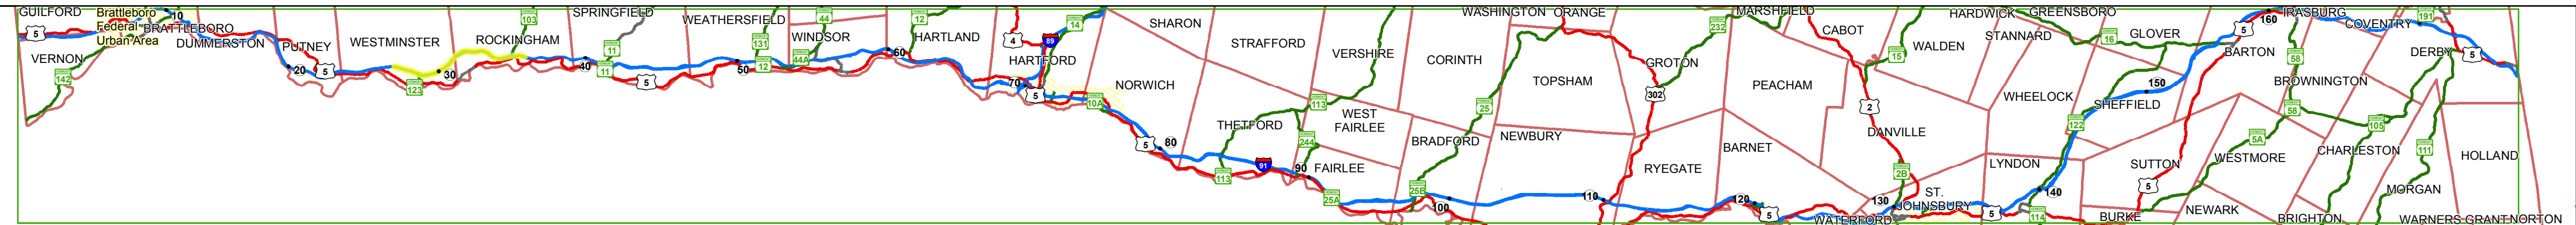 GUILFORD
5
VERNON
142
Brattleboro
Federal
Urban Area
10
BRATTLEBORO
DUMMERSTON
PUTNEY
20
5
WESTMINSTER
123
30
ROCKINGHAM
103
SPRINGFIELD
11
11
40
5
WEATHERSFIELD
131
12
50
44
WINDSOR
44A
60
12
HARTLAND
4
89
14
HARTFORD
70
5
10A
NORWICH
SHARON
5
80
STRAFFORD
THETFORD
113
91
244
113
90
FAIRLEE
25A
VERSHIRE
WEST
FAIRLEE
CORINTH
BRADFORD
25B
25
100
WASHINGTON
ORANGE
TOPSHAM
NEWBURY
110
GROTON
302
RYEGATE
232
MARSHFIELD
PEACHAM
BARNET
120
5
CABOT
2
DANVILLE
2B
15
WALDEN
130
WATERFORD
ST.
JOHNSBURY
5
HARDWICK
STANNARD
GREENSBORO
16
GLOVER
WHEELOCK
122
SHEFFIELD
150
LYNDON
140
114
BURKE
SUTTON
5
5
160
IRASBURG
BARTON
58
BROWNINGTON
58
COVENTRY
191
DERBY
5
105
5A
WESTMORE
CHARLESTON
111
NEWARK
BRIGHTON
MORGAN
HOLLAND
WARNERS GRANT
NORTON